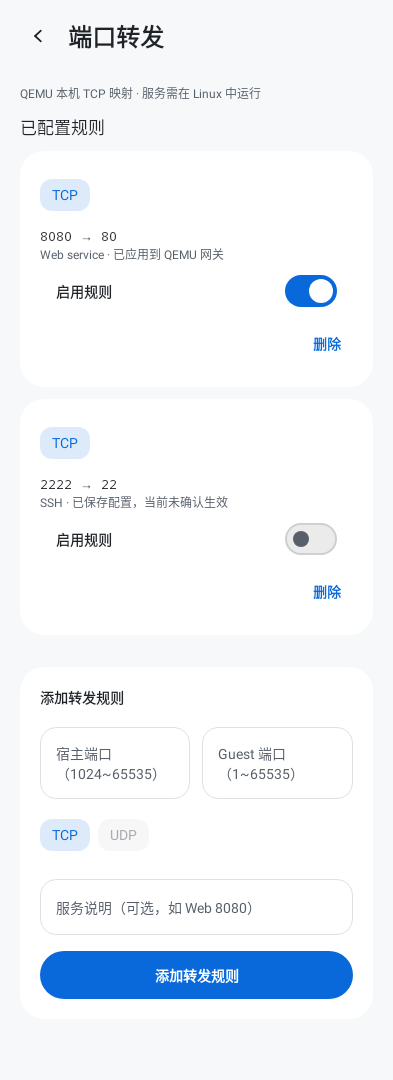 端口转发
QEMU 本机 TCP 映射 · 服务需在 Linux 中运行
已配置规则
TCP
8080 → 80
Web service · 已应用到 QEMU 网关
启用规则
删除
TCP
2222 → 22
SSH · 已保存配置，当前未确认生效
启用规则
删除
添加转发规则
宿主端口
（1024~65535）
Guest 端口
（1~65535）
TCP
UDP
服务说明（可选，如 Web 8080）
添加转发规则